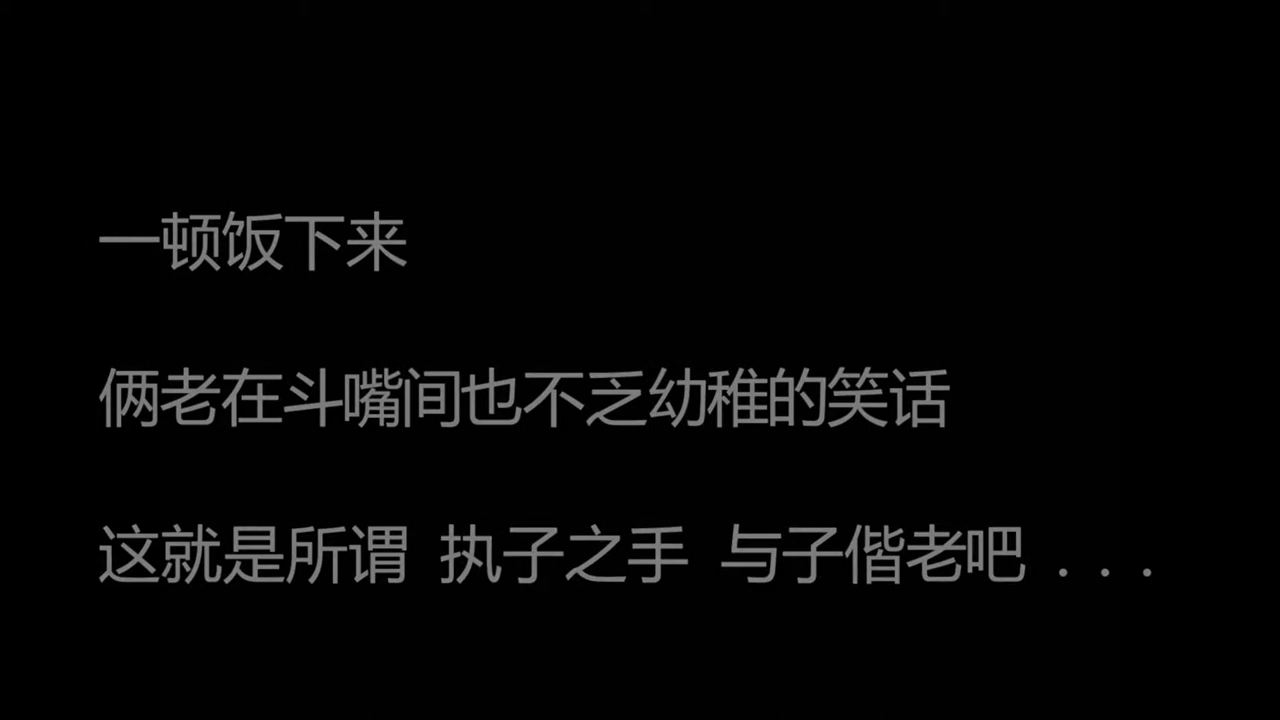 一顿饭下来
俩老在斗嘴间也不乏幼稚的笑话
这就是所谓 执子之手 与子偕老吧 . . .